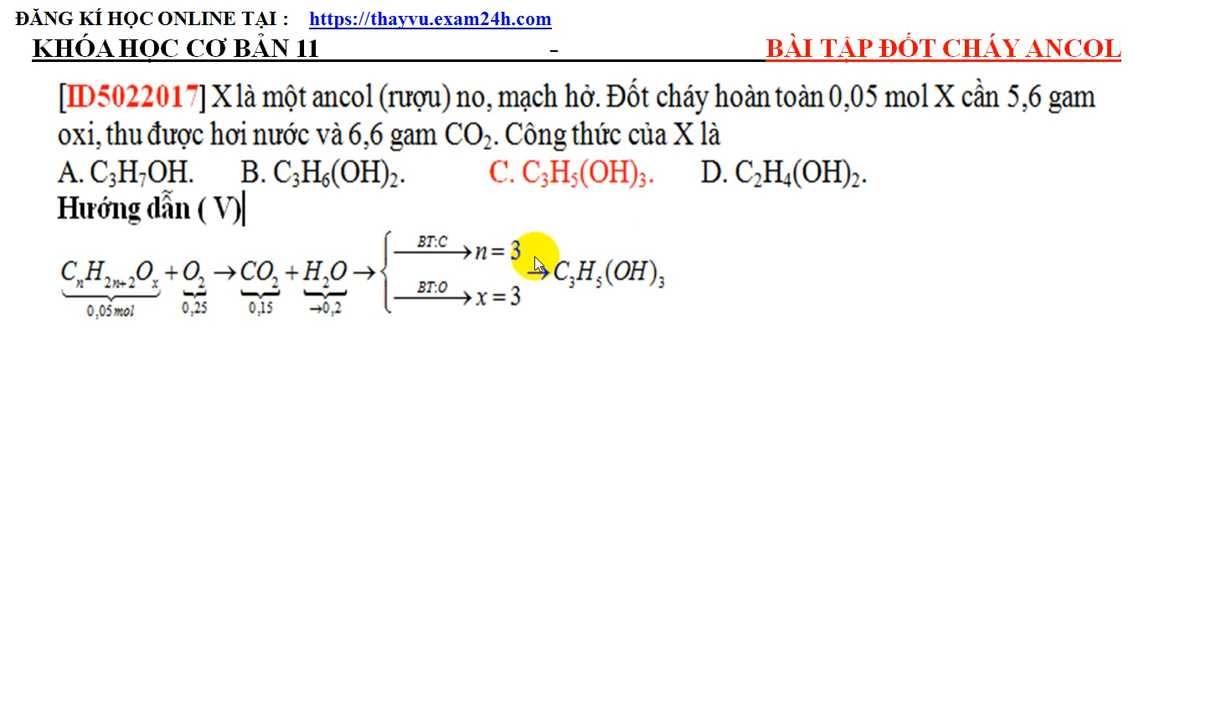 ĐĂNG KÍ HỌC ONLINE TẠI : https://thayvu.exam24h.com
KHÓA HỌC CƠ BẢN 11 - BÀI TẬP ĐỐT CHÁY ANCOL
[ID5022017] X là một ancol (rượu) no, mạch hở. Đốt cháy hoàn toàn 0,05 mol X cần 5,6 gam
oxi, thu được hơi nước và 6,6 gam CO₂. Công thức của X là
A. C₃H₇OH. B. C₃H₆(OH)₂. C. C₃H₅(OH)₃. D. C₂H₄(OH)₂.
Hướng dẫn ( V)
BT:C → n = 3
CₙH₂ₙ₊₂Oₓ + O₂ → CO₂ + H₂O → { → C₃H₅(OH)₃
BT:O → x = 3
0,05mol 0,25 0,15 →0,2